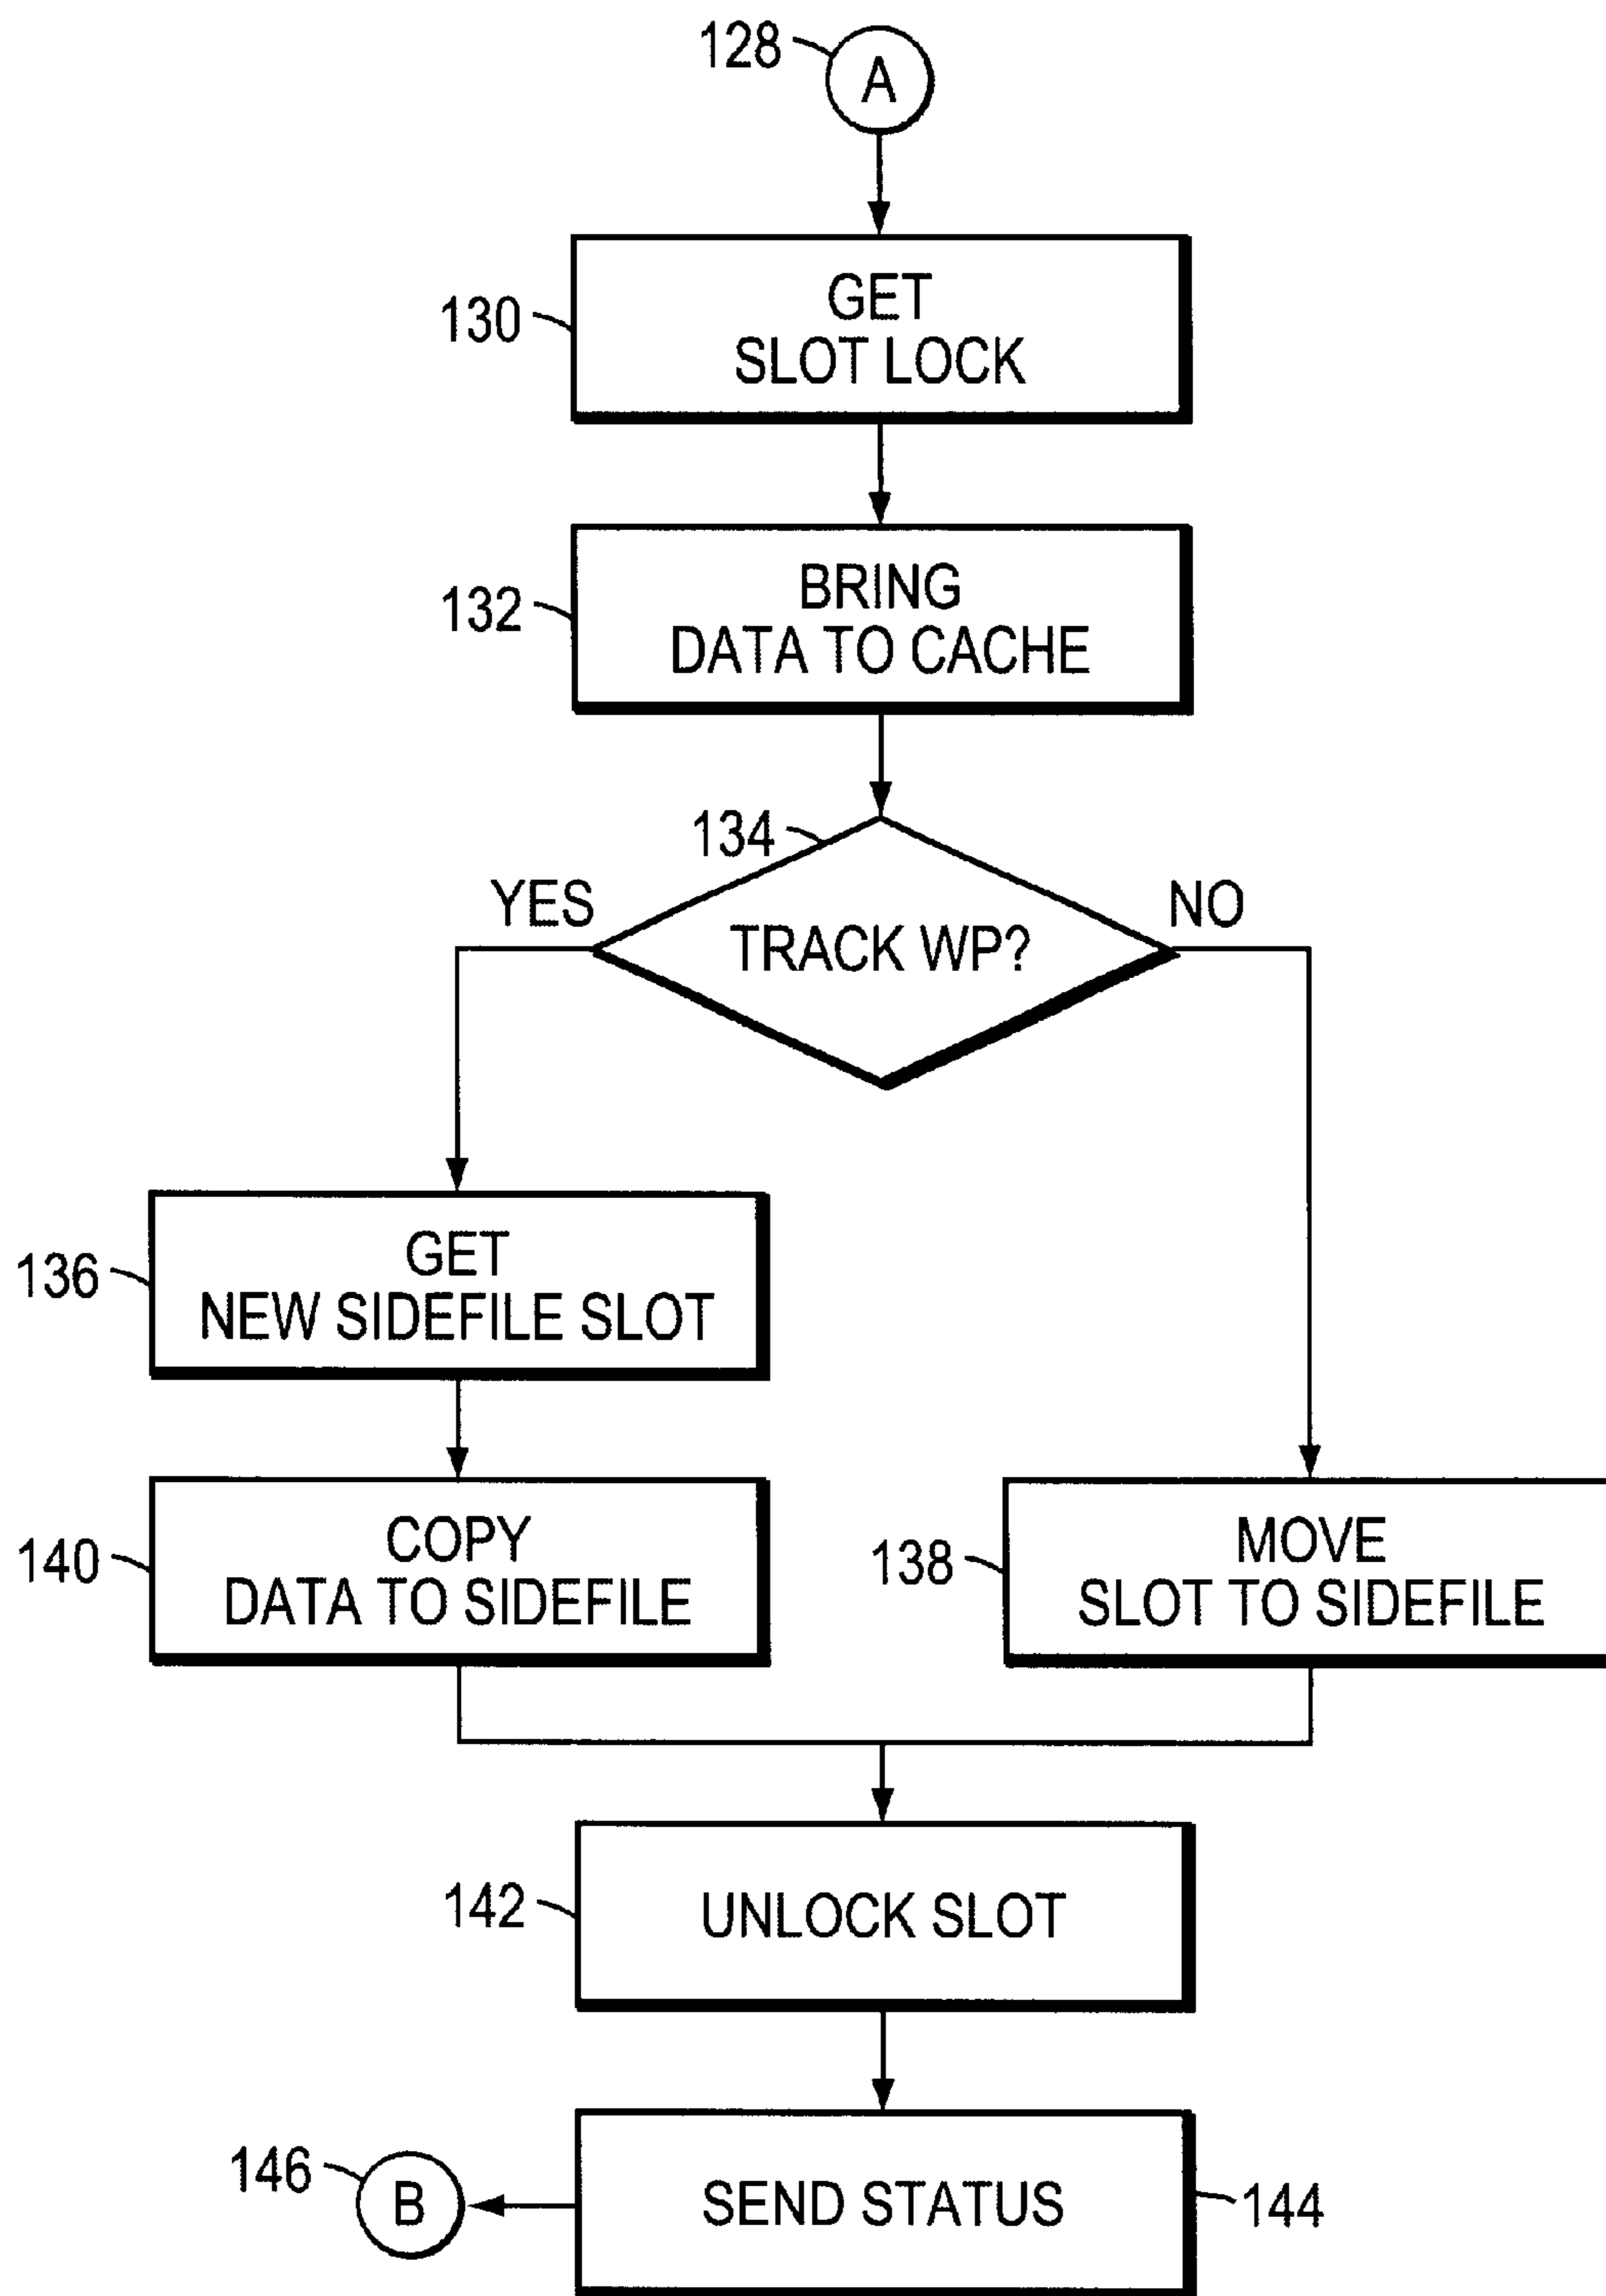 128
A
130
GET
SLOT LOCK
132
BRING
DATA TO CACHE
134
YES
NO
TRACK WP?
136
GET
NEW SIDEFILE SLOT
140
COPY
DATA TO SIDEFILE
138
MOVE
SLOT TO SIDEFILE
142
UNLOCK SLOT
146
B
SEND STATUS
144